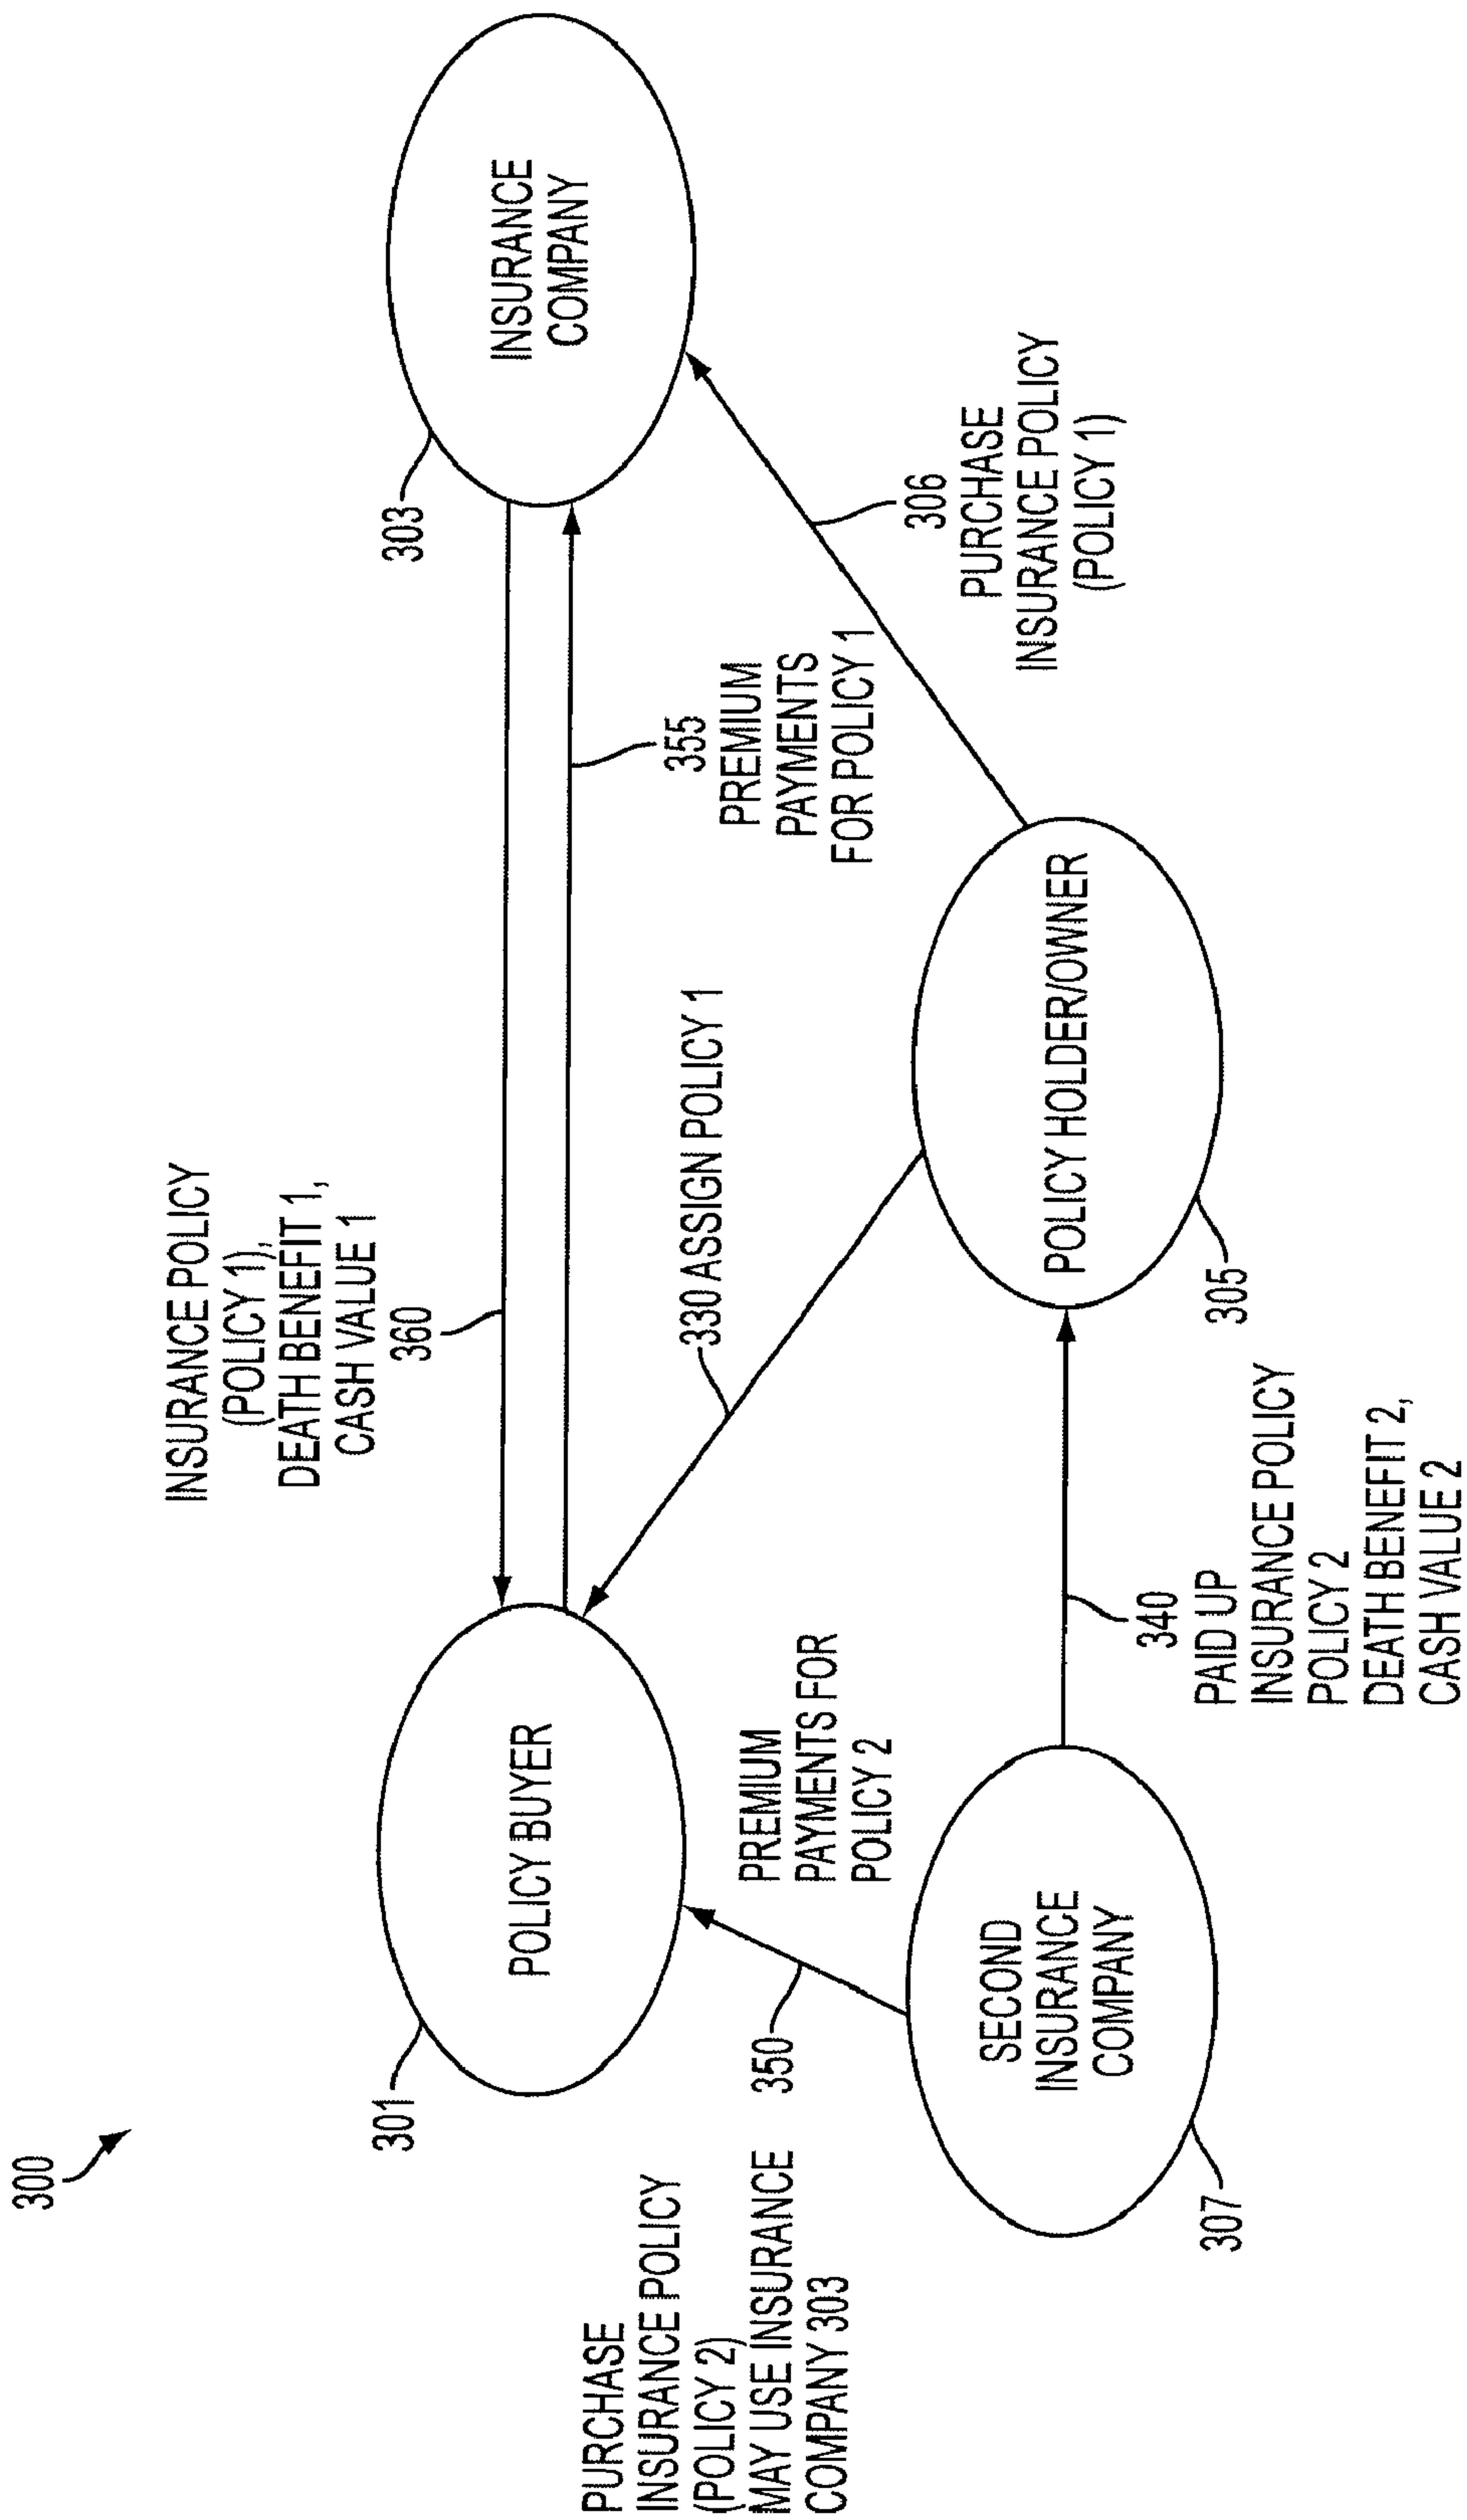 300
INSURANCE POLICY
(POLICY 1),
DEATH BENEFIT 1,
CASH VALUE 1
360
301
POLICY BUYER
303
INSURANCE
COMPANY
355
PREMIUM
PAYMENTS
FOR POLICY 1
330 ASSIGN POLICY 1
306
PURCHASE
INSURANCE POLICY
(POLICY 1)
PURCHASE
INSURANCE POLICY
(POLICY 2)
MAY USE INSURANCE
COMPANY 303
350
PREMIUM
PAYMENTS FOR
POLICY 2
SECOND
INSURANCE
COMPANY
307
POLICY HOLDER/OWNER
305
340
PAID UP
INSURANCE POLICY
POLICY 2
DEATH BENEFIT 2,
CASH VALUE 2